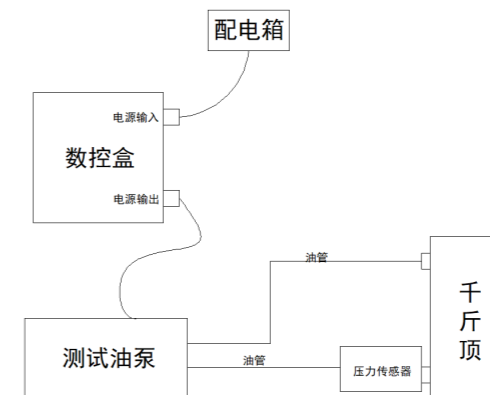 配电箱
电源输入
数控盒
电源输出
油管
千斤顶
测试油泵
油管
压力传感器